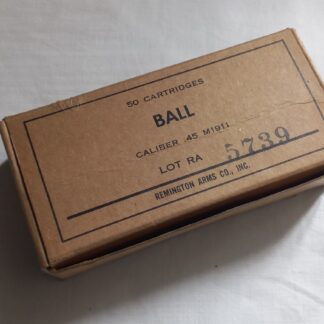 50 CARTRIDGES
BALL
CALIBER .45 M1911
LOT RA 5739
REMINGTON ARMS CO., INC.